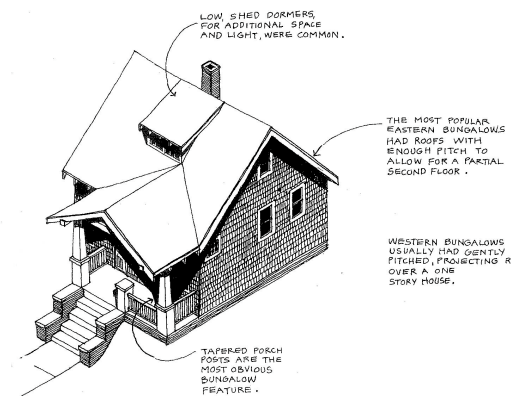 LOW, SHED DORMERS,
FOR ADDITIONAL SPACE
AND LIGHT, WERE COMMON.
THE MOST POPULAR
EASTERN BUNGALOWS
HAD ROOFS WITH
ENOUGH PITCH TO
ALLOW FOR A PARTIAL
SECOND FLOOR.
WESTERN BUNGALOWS
USUALLY HAD GENTLY
PITCHED, PROJECTING R
OVER A ONE
STORY HOUSE.
TAPERED PORCH
POSTS ARE THE
MOST OBVIOUS
BUNGALOW
FEATURE.